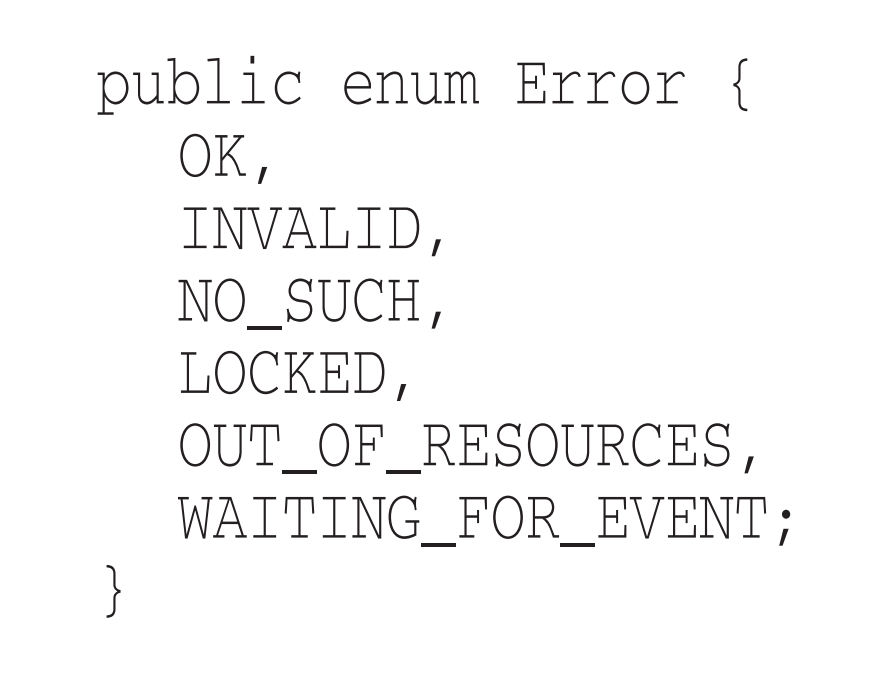 public enum Error {
OK,
INVALID,
NO_SUCH,
LOCKED,
OUT_OF_RESOURCES,
WAITING_FOR_EVENT;
}